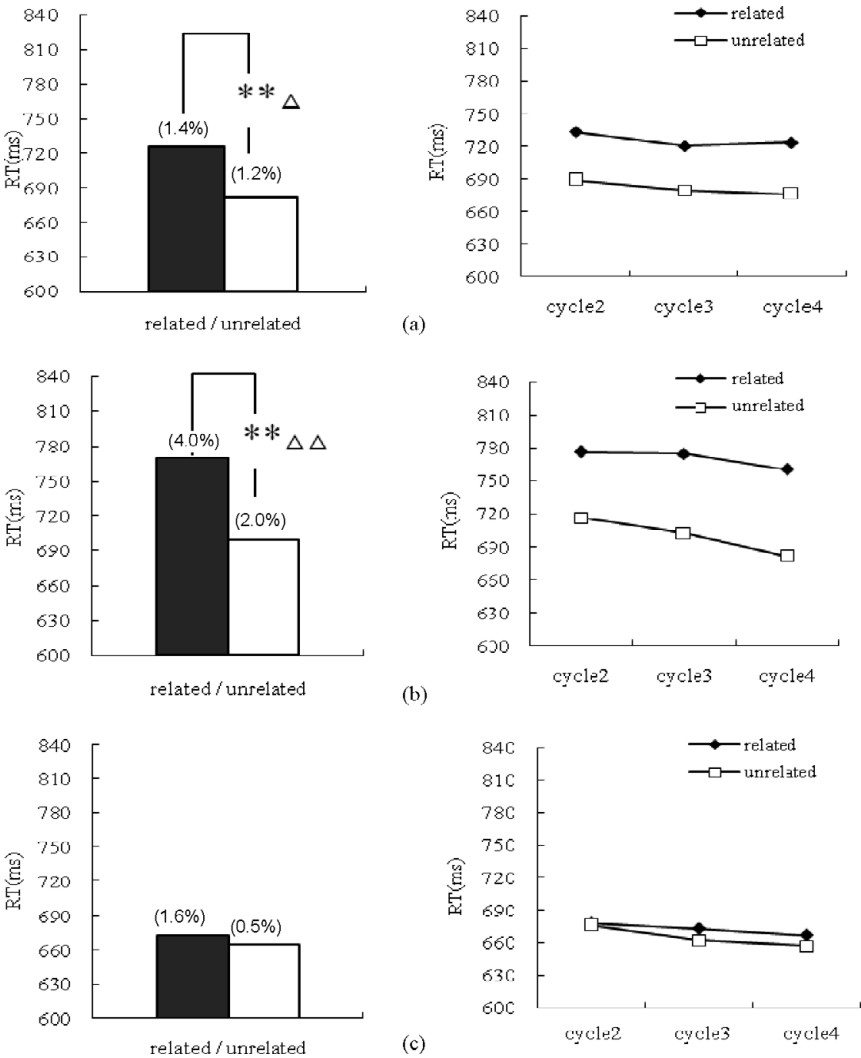 840
810
780
750
720
690
660
630
600
RT(ms)
(1.4%)
(1.2%)
**△
related / unrelated
840
810
780
750
720
690
660
630
600
RT(ms)
related
unrelated
cycle2 cycle3 cycle4
(a)
840
810
780
750
720
690
660
630
600
RT(ms)
(4.0%)
(2.0%)
**△△
related / unrelated
840
810
780
750
720
690
660
630
600
RT(ms)
related
unrelated
cycle2 cycle3 cycle4
(b)
840
810
780
750
720
690
660
630
600
RT(ms)
(1.6%)
(0.5%)
related / unrelated
840
810
780
750
720
690
660
630
600
RT(ms)
related
unrelated
cycle2 cycle3 cycle4
(c)